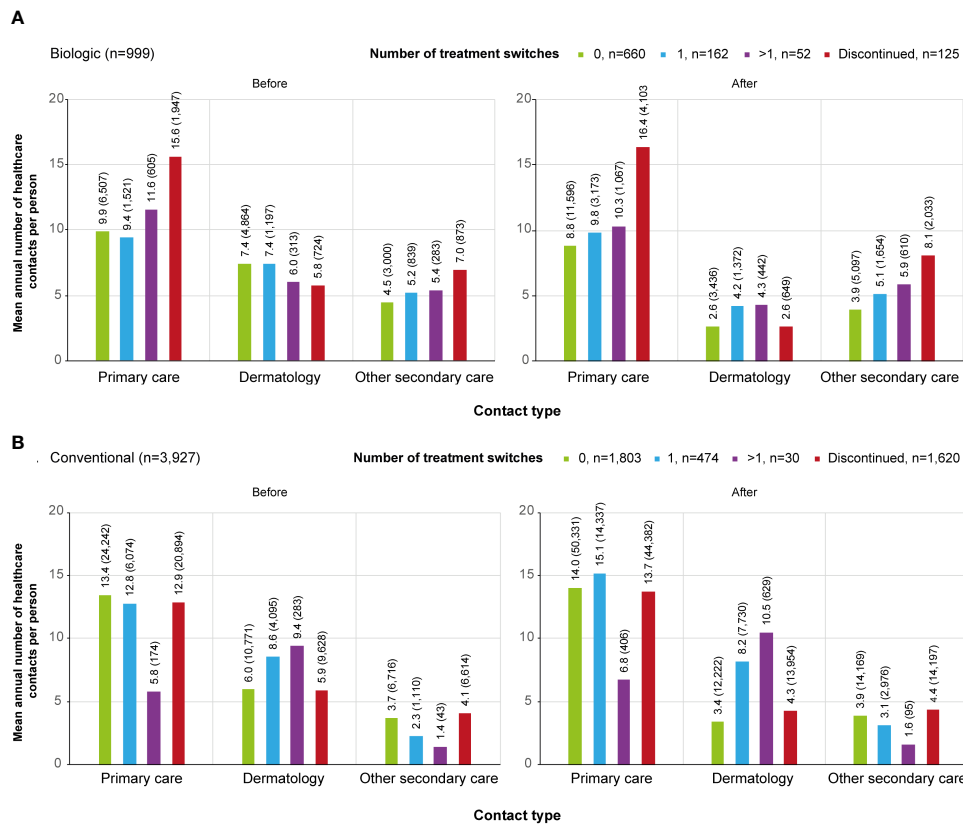 A
Biologic (n=999)
Number of treatment switches 0, n=660 1, n=162 >1, n=52 Discontinued, n=125
Before
After
Mean annual number of healthcare
contacts per person
20
15
10
5
0
9.9 (6,507)
9.4 (1,521)
11.6 (605)
15.6 (1,947)
7.4 (4,864)
7.4 (1,197)
6.0 (313)
5.8 (724)
4.5 (3,000)
5.2 (839)
5.4 (283)
7.0 (873)
Primary care
Dermatology
Other secondary care
20
15
10
5
0
8.8 (11,596)
9.8 (3,173)
10.3 (1,067)
16.4 (4,103
2.6 (3,436)
4.2 (1,372)
4.3 (442)
2.6 (649)
3.9 (5,097)
5.1 (1,654)
5.9 (610)
8.1 (2,033)
Primary care
Dermatology
Other secondary care
Contact type
B
. Conventional (n=3,927)
Number of treatment switches 0, n=1,803 1, n=474 >1, n=30 Discontinued, n=1,620
Before
After
Mean annual number of healthcare
contacts per person
20
15
10
5
0
13.4 (24,242)
12.8 (6,074)
5.8 (174)
12.9 (20,894)
6.0 (10,771)
8.6 (4,095)
9.4 (283)
5.9 (9,628)
3.7 (6,716)
2.3 (1,110)
1.4 (43)
4.1 (6,614)
Primary care
Dermatology
Other secondary care
20
15
10
5
0
14.0 (50,331)
15.1 (14,337)
6.8 (406)
13.7 (44,382)
3.4 (12,222)
8.2 (7,730)
10.5 (629)
4.3 (13,954)
3.9 (14,169)
3.1 (2,976)
1.6 (95)
4.4 (14,197)
Primary care
Dermatology
Other secondary care
Contact type